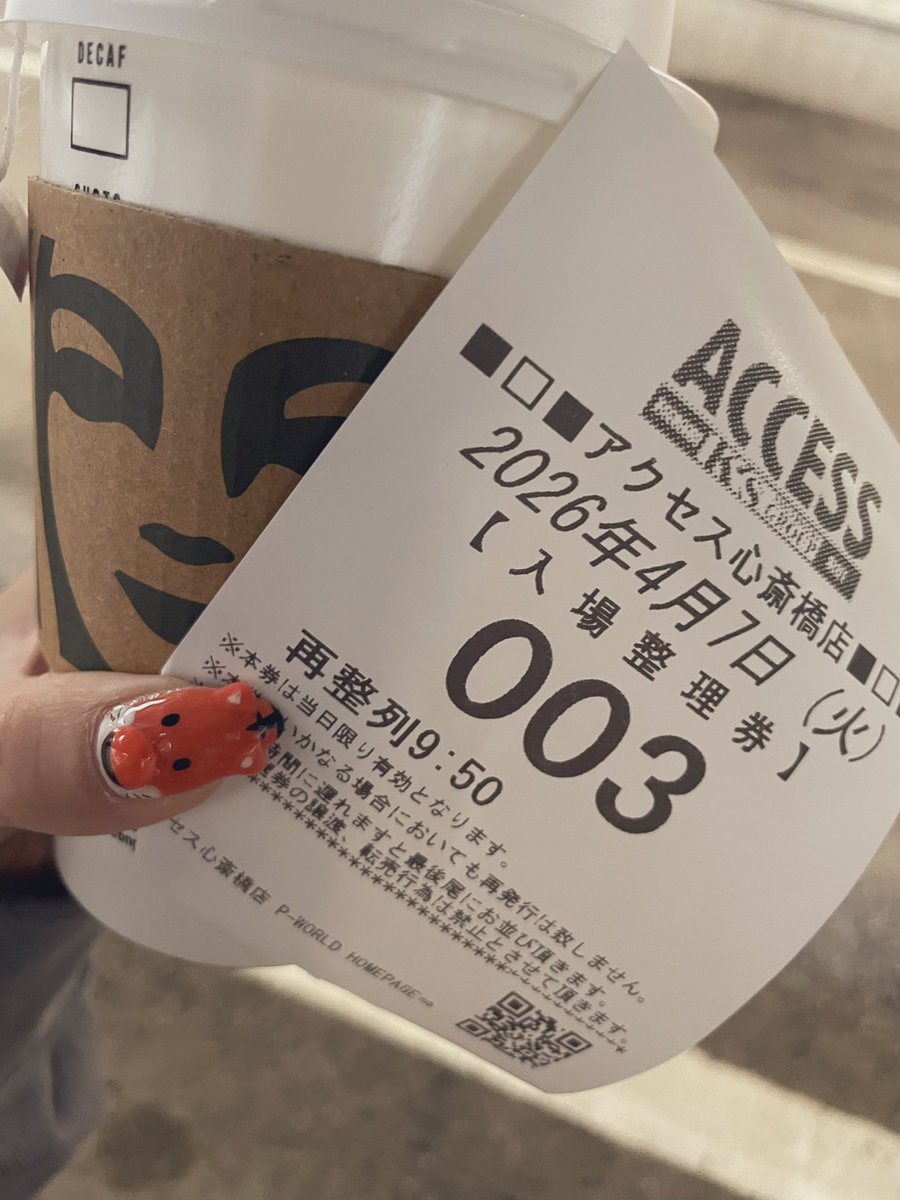 DECAF
ACCESS
■□■アクセス心斎橋店■□
2026年4月7日(火)
【入場整理券】
003
再整列9:50
※本券は当日限り有効となります。
いかなる場合においても再発行は致しません。
時間に遅れますと最後尾にお並び頂きます。
券の譲渡、転売行為は禁止とさせて頂きます。
セス心斎橋店 P-WORLD HOMEPAGE⇒